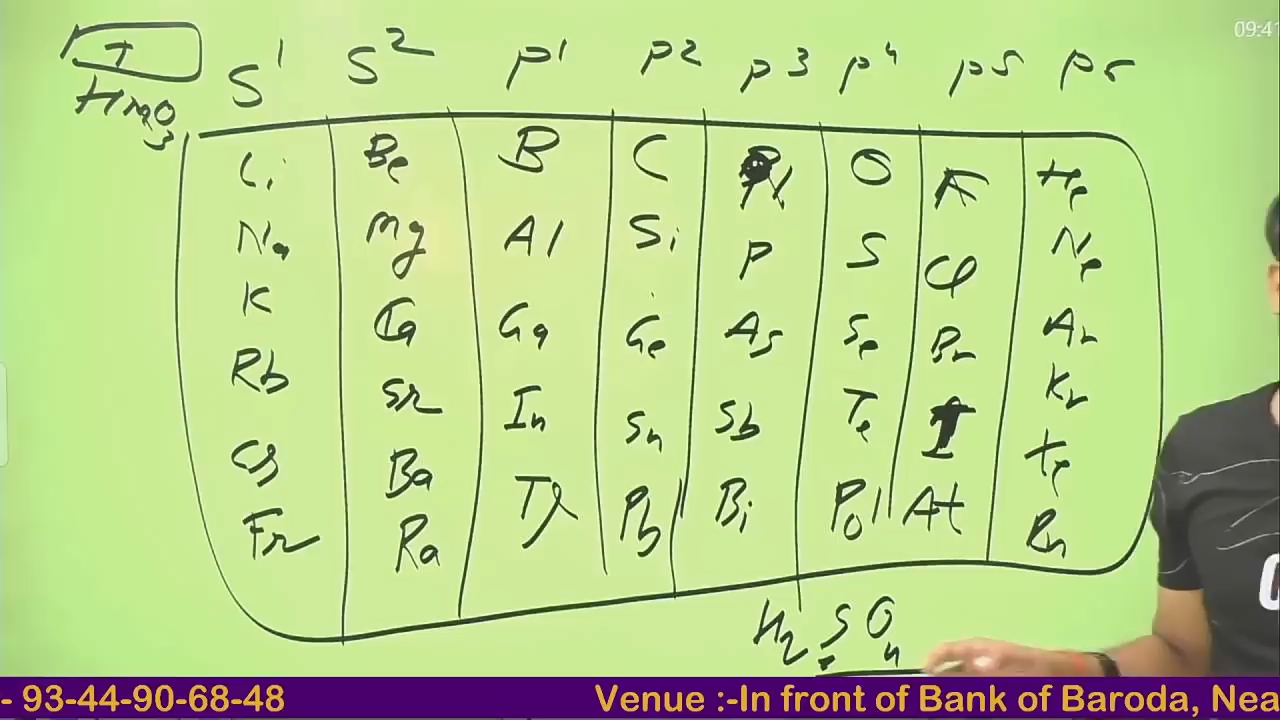 09:41
+
HNO3
S1 S2 P1 P2 P3 P4 P5 P6
Li Be B C N O F He
Na Mg Al Si P S Cl Ne
K Ca Ga Ge As Se Br Ar
Rb Sr In Sn Sb Te I Kr
Cs Ba Tl Pb Bi Po At Xe
Fr Ra Rn
H2SO4
- 93-44-90-68-48 Venue :-In front of Bank of Baroda, Nea